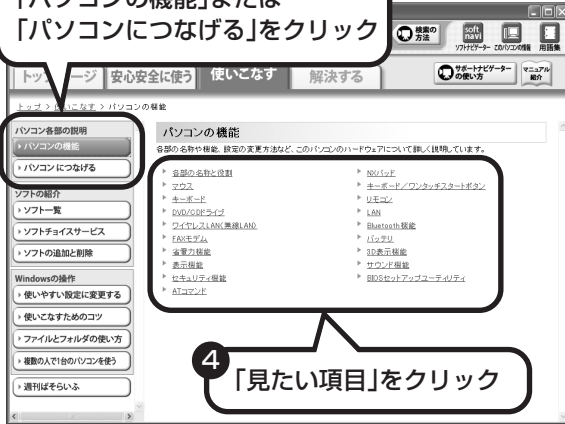 「パソコンの機能」または
「パソコンにつなげる」をクリック
検索の方法
soft navi
ソフトナビゲーター
このパソコンの情報
用語集
トップページ
安心安全に使う
使いこなす
解決する
サポートナビゲーターの使い方
マニュアル紹介
トップ > 使いこなす > パソコンの機能
パソコン各部の説明
パソコンの機能
パソコンにつなげる
ソフトの紹介
ソフト一覧
ソフトチョイスサービス
ソフトの追加と削除
Windowsの操作
使いやすい設定に変更する
使いこなすためのコツ
ファイルとフォルダの使い方
複数の人で1台のパソコンを使う
週刊ぱそらいふ
パソコンの機能
各部の名称や機能、設定の変更方法など、このパソコンのハードウェアについて詳しく説明しています。
各部の名称と役割
マウス
キーボード
DVD/CDドライブ
ワイヤレスLAN(無線LAN)
FAXモデム
省電力機能
表示機能
セキュリティ機能
ATコマンド
NXパッド
キーボード/ワンタッチスタートボタン
リモコン
LAN
Bluetooth機能
バッテリ
3D表示機能
サウンド機能
BIOSセットアップユーティリティ
4
「見たい項目」をクリック